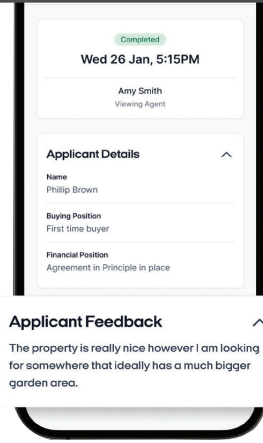 Completed
Wed 26 Jan, 5:15PM
Amy Smith
Viewing Agent
Applicant Details
Name
Phillip Brown
Buying Position
First time buyer
Financial Position
Agreement in Principle in place
Applicant Feedback
The property is really nice however I am looking
for somewhere that ideally has a much bigger
garden area.